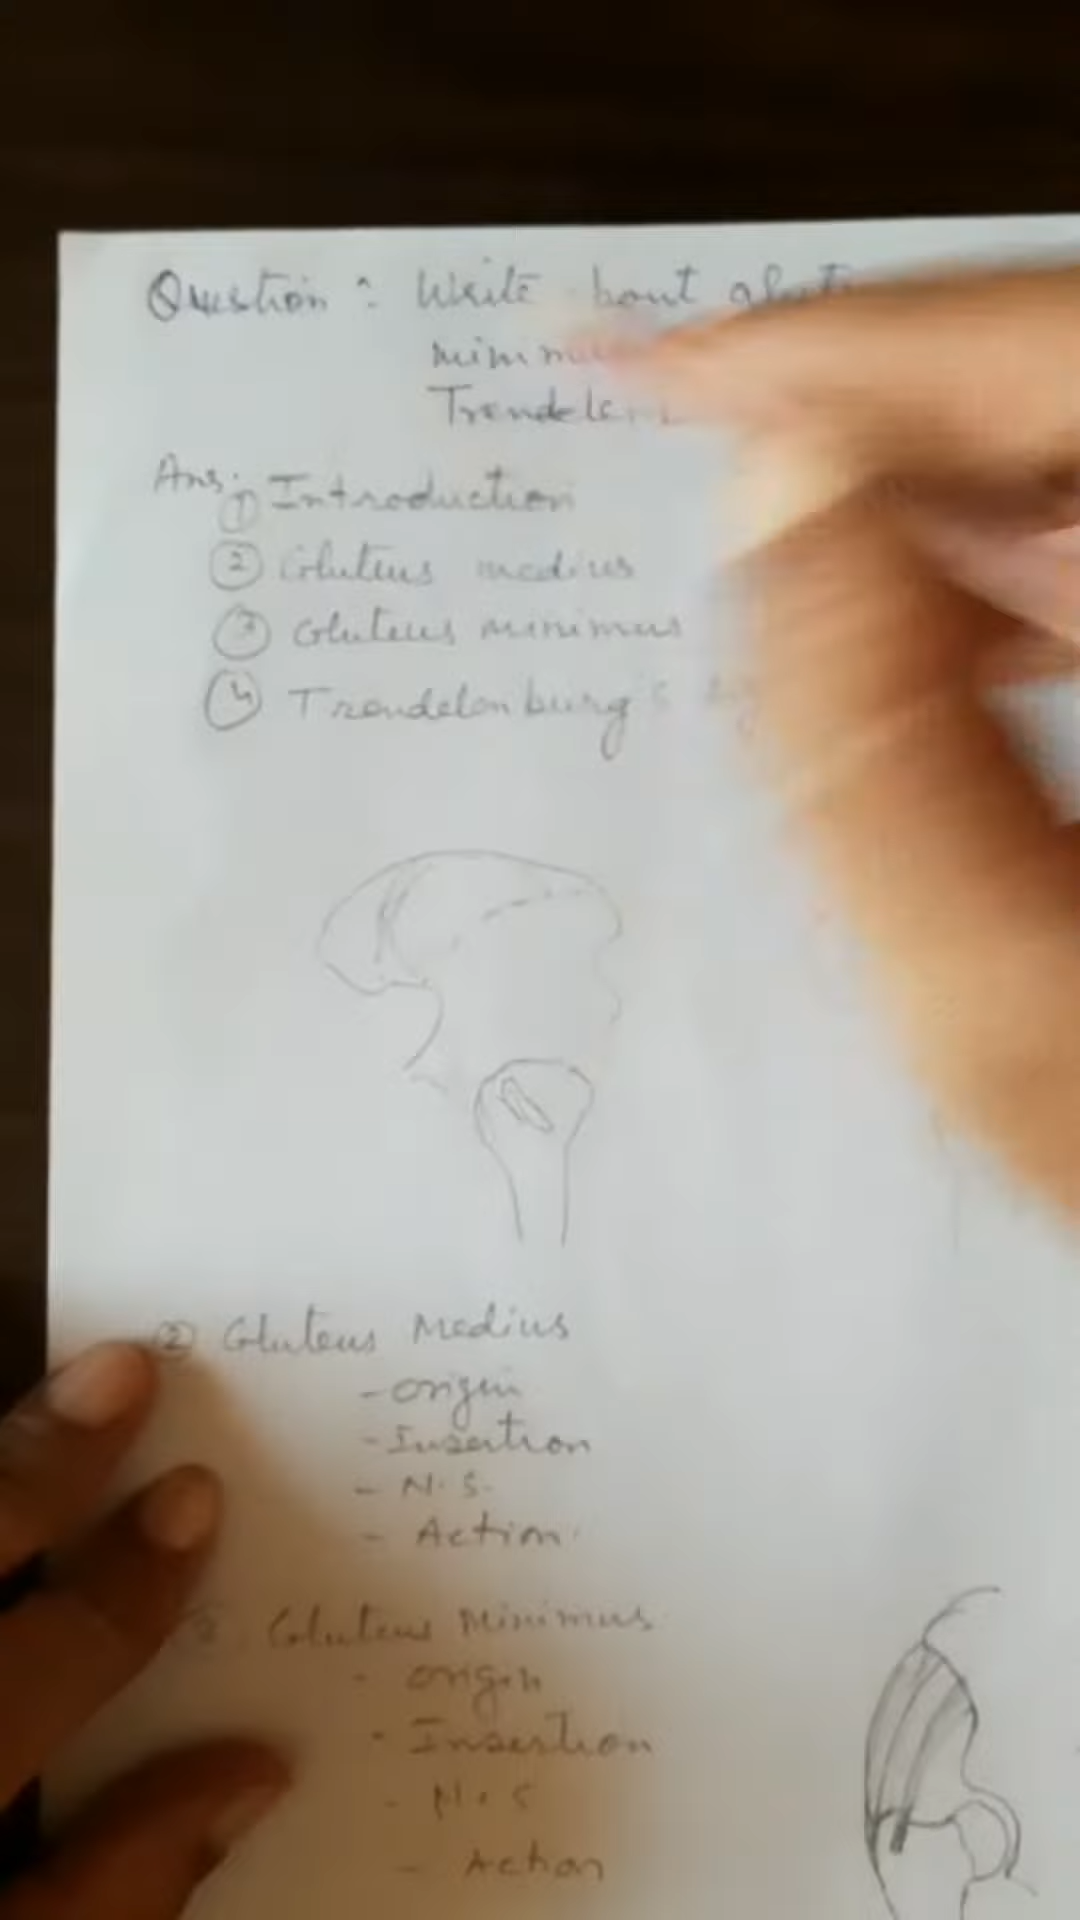 Question : Write bout
Ans:
① Introduction
② Gluteus medius
③ Gluteus minimus
④ Trendelenburg's
② Gluteus Medius
- origin
- Insertion
- N.S.
- Action
Gluteus Minimus
- origin
- Insertion
- N.S
- Action